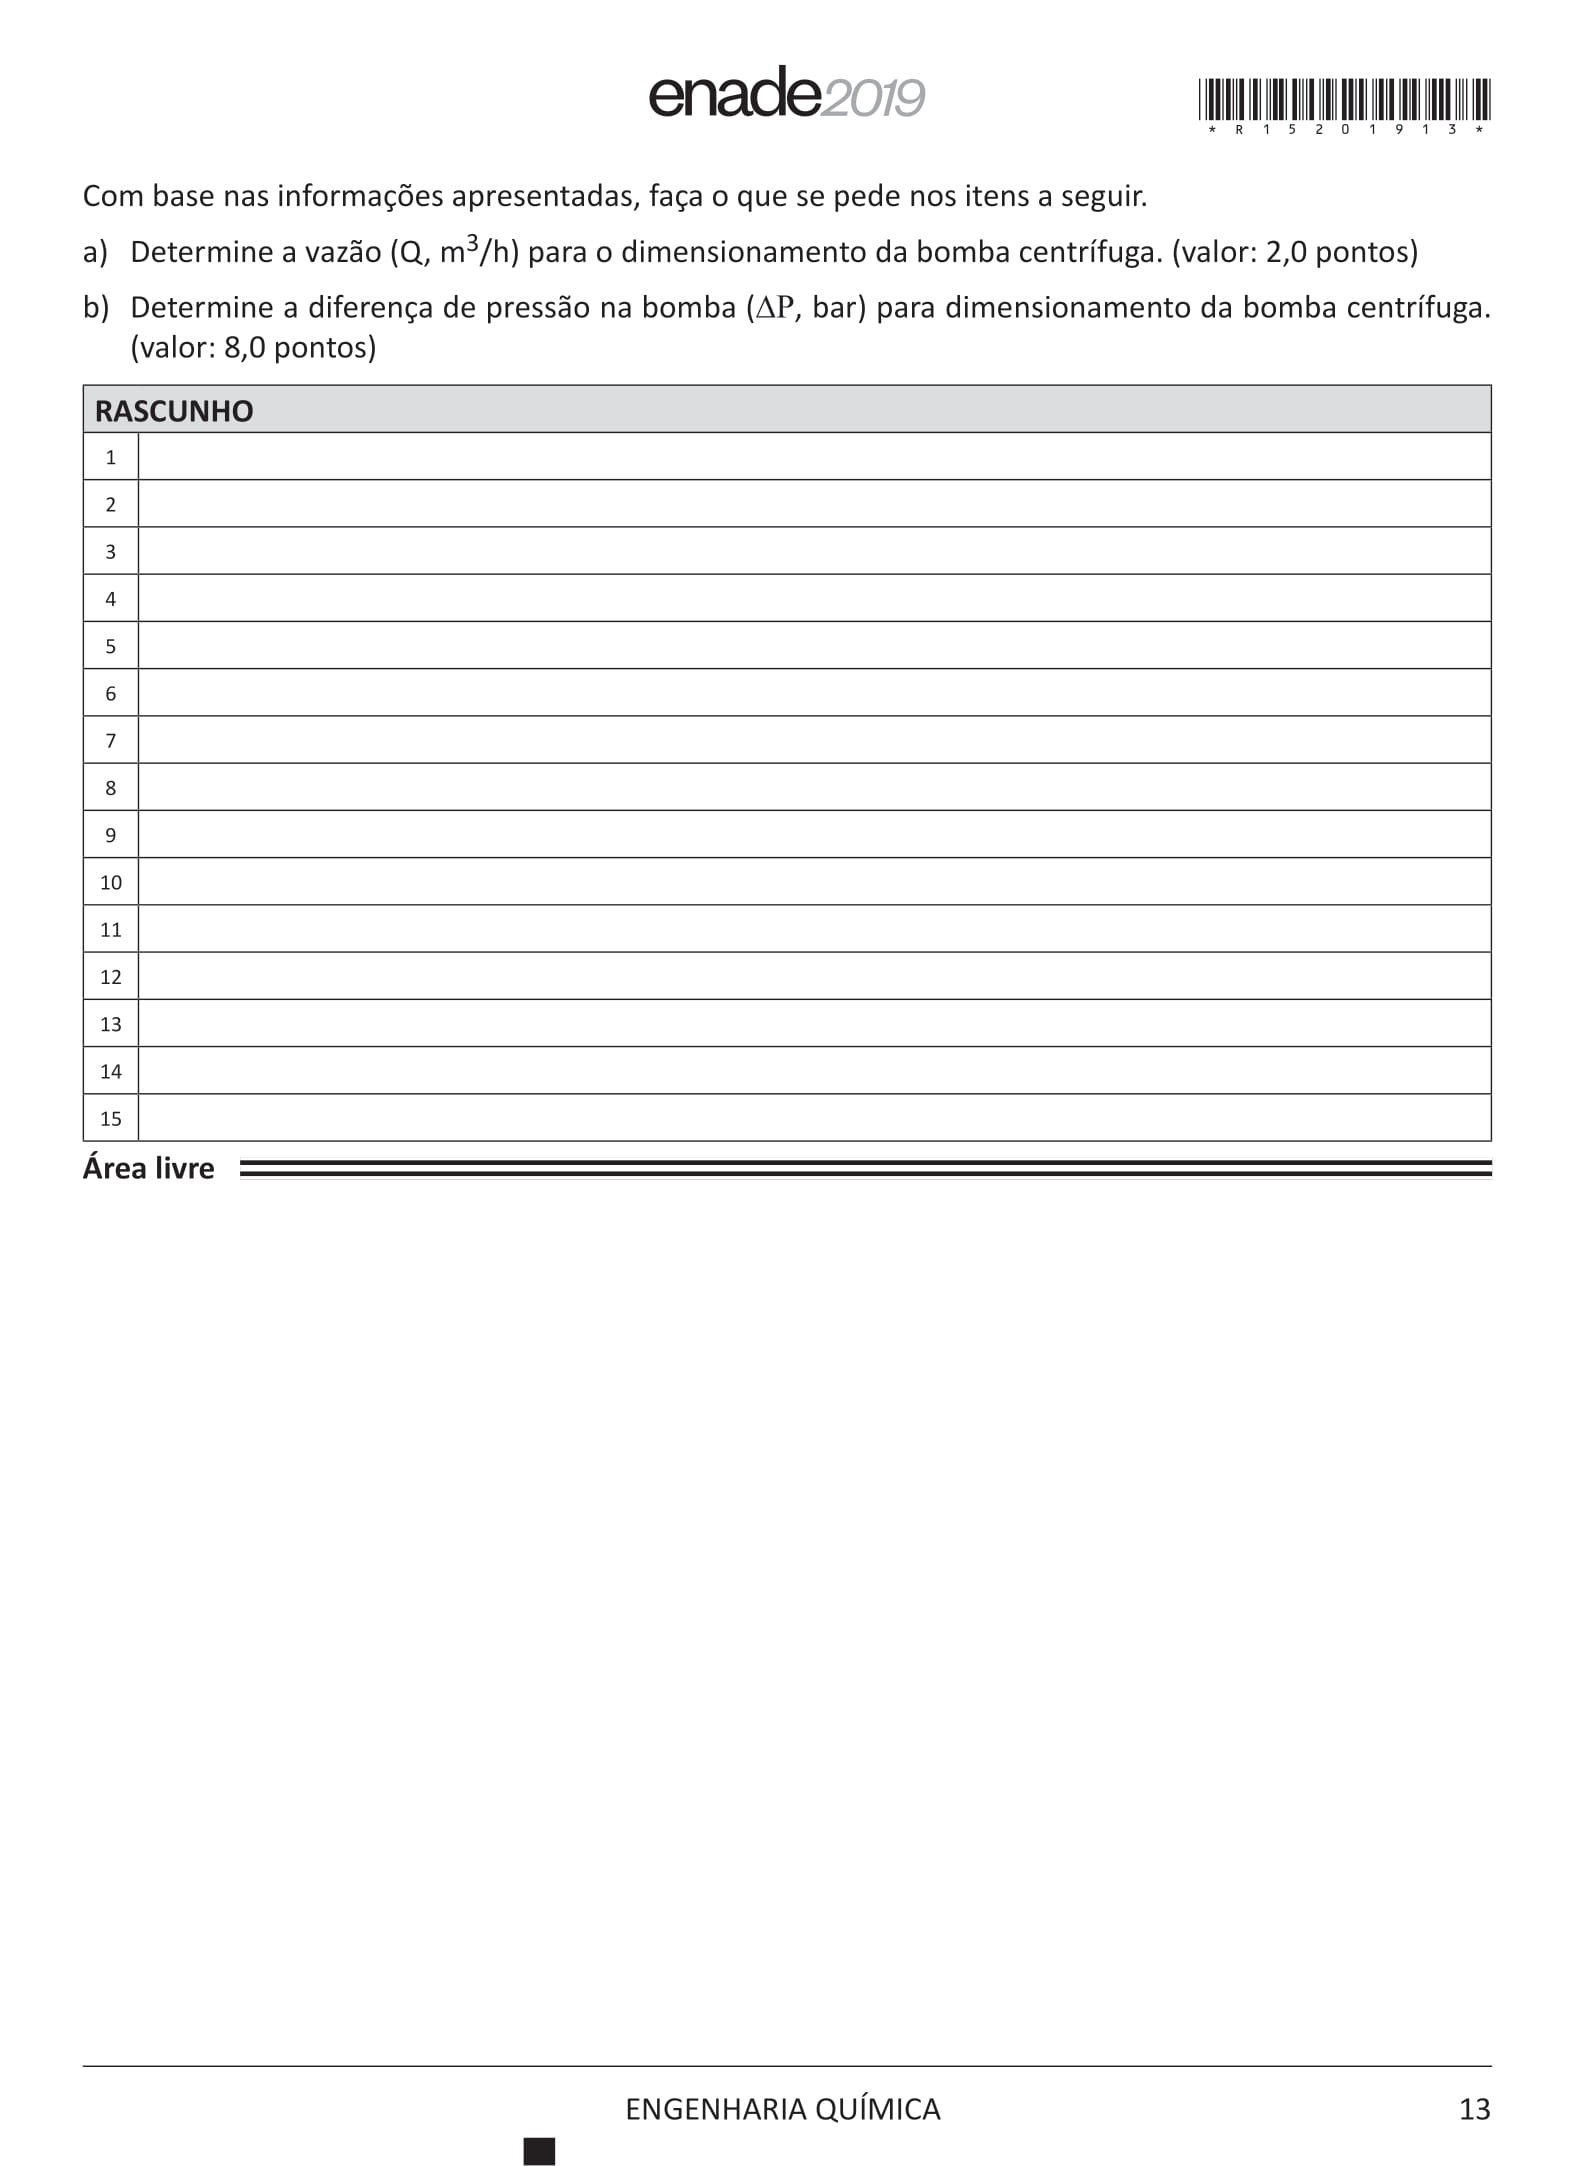 enade2019
*R15201913*
Com base nas informações apresentadas, faça o que se pede nos itens a seguir.
a) Determine a vazão (Q, m³/h) para o dimensionamento da bomba centrífuga. (valor: 2,0 pontos)
b) Determine a diferença de pressão na bomba (ΔP, bar) para dimensionamento da bomba centrífuga.
(valor: 8,0 pontos)
RASCUNHO
1
2
3
4
5
6
7
8
9
10
11
12
13
14
15
Área livre
ENGENHARIA QUÍMICA
13